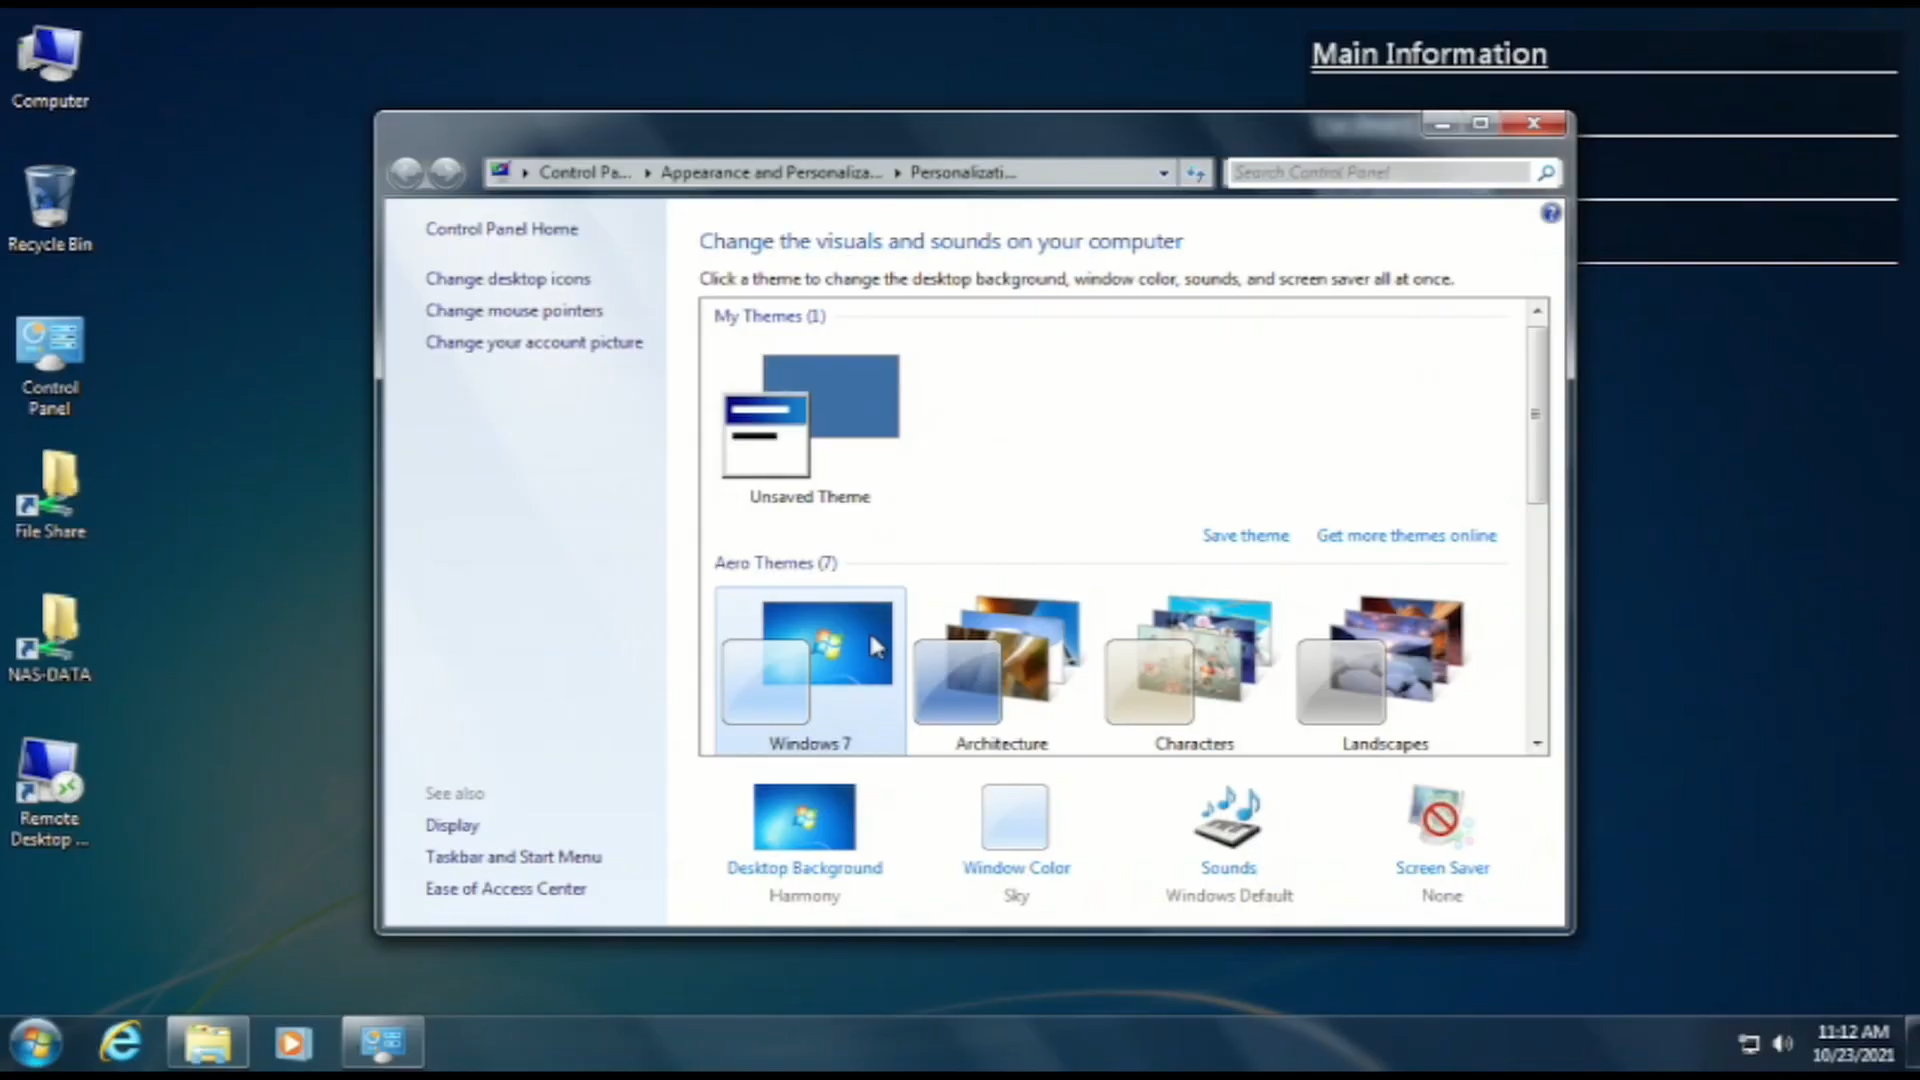 Main Information
Computer
Recycle Bin
Control
Panel
File Share
NAS-DATA
Remote
Desktop ...
Control Pa...
Appearance and Personaliza...
Personalizati...
Search Control Panel
Control Panel Home
Change desktop icons
Change mouse pointers
Change your account picture
See also
Display
Taskbar and Start Menu
Ease of Access Center
Change the visuals and sounds on your computer
Click a theme to change the desktop background, window color, sounds, and screen saver all at once.
My Themes (1)
Unsaved Theme
Save theme Get more themes online
Aero Themes (7)
Windows 7 Architecture Characters Landscapes
Desktop Background Window Color Sounds Screen Saver
Harmony Sky Windows Default None
11:12 AM
10/23/2021